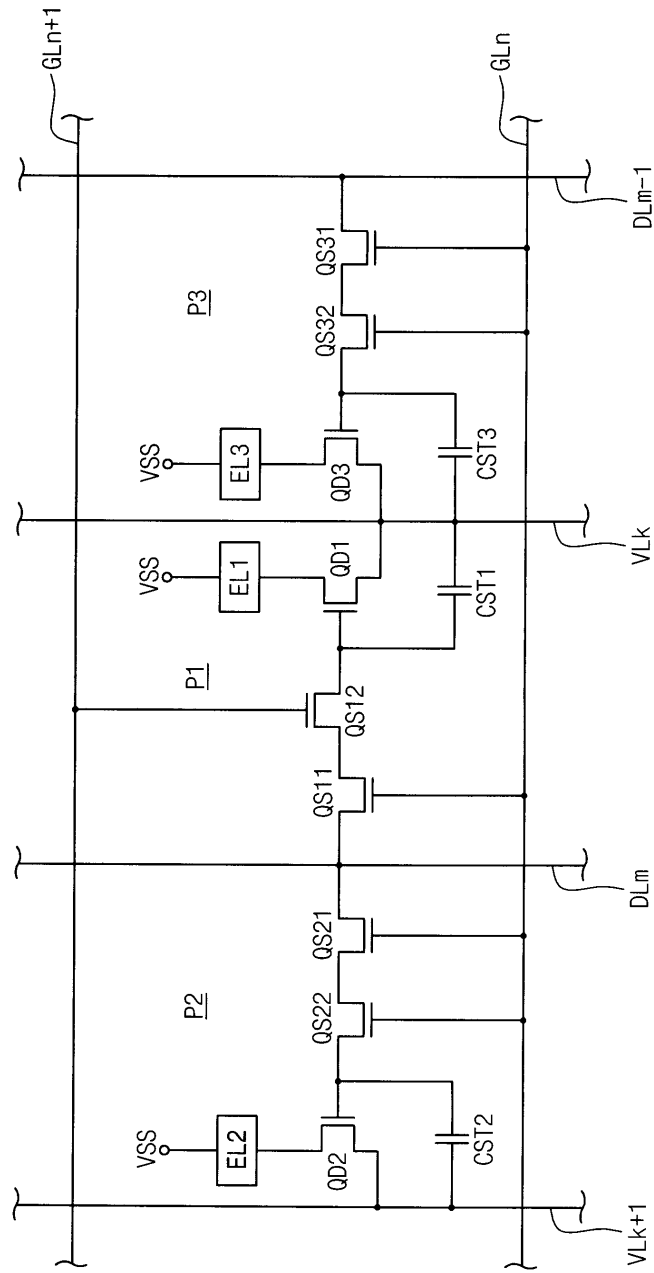 GLn+1
VSS
VSS
VSS
P2
P1
P3
EL2
EL1
EL3
QS12
QD2
QS22
QS21
QS11
QD1
QD3
QS32
QS31
CST2
CST1
CST3
GLn
VLk+1
DLm
VLk
DLm-1